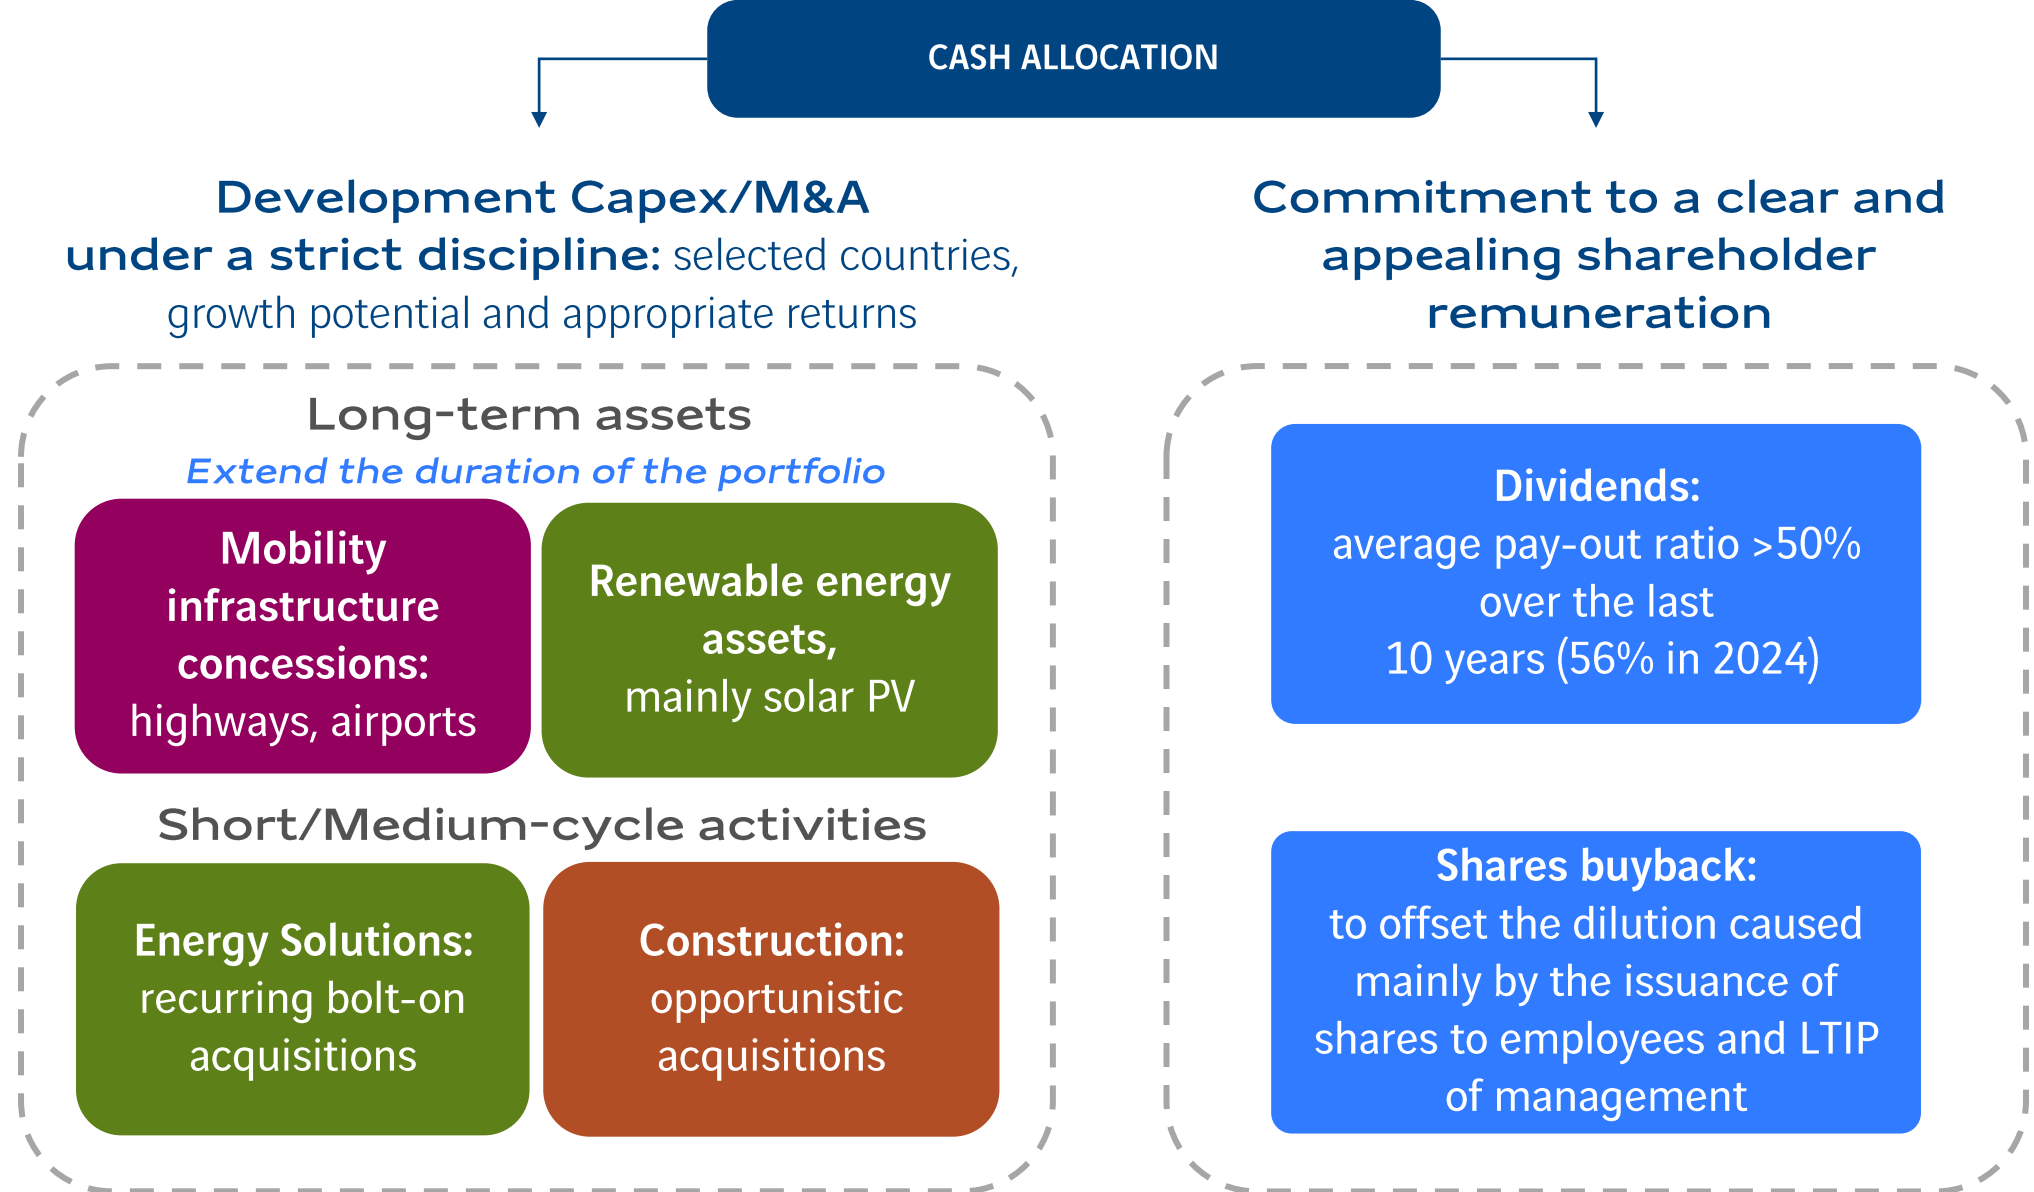 CASH ALLOCATION
Development Capex/M&A
under a strict discipline: selected countries,
growth potential and appropriate returns
Long-term assets
Extend the duration of the portfolio
Mobility
infrastructure
concessions:
highways, airports
Renewable energy
assets,
mainly solar PV
Short/Medium-cycle activities
Energy Solutions:
recurring bolt-on
acquisitions
Construction:
opportunistic
acquisitions
Commitment to a clear and
appealing shareholder
remuneration
Dividends:
average pay-out ratio >50%
over the last
10 years (56% in 2024)
Shares buyback:
to offset the dilution caused
mainly by the issuance of
shares to employees and LTIP
of management